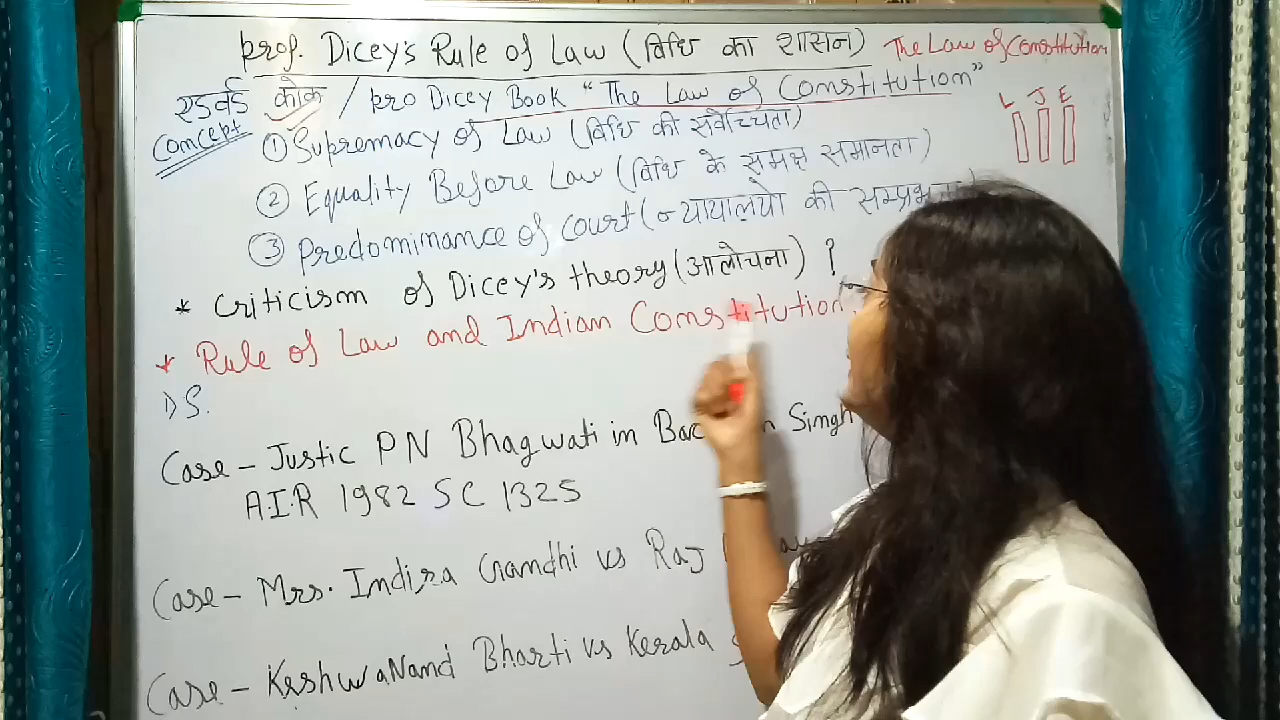 Prof. Dicey's Rule of Law (विधि का शासन) The Law of Constitution
एडवर्ड कोक / pro Dicey Book "The Law of Constitution"
Concept
① Supremacy of Law (विधि की सर्वोच्चता)
L J E
② Equality Before Law (विधि के समक्ष समानता)
③ Predominance of court (न्यायालयो की
* Criticism of Dicey's theory (आलोचना) ?
* Rule of Law and Indian Constitution.
1) S.
Case - Justic PN Bhagwati in Singh
A.I.R 1982 SC 1325
Case - Mrs. Indira Gandhi vs Raj
Case - KeshwaNand Bharti vs Kerala